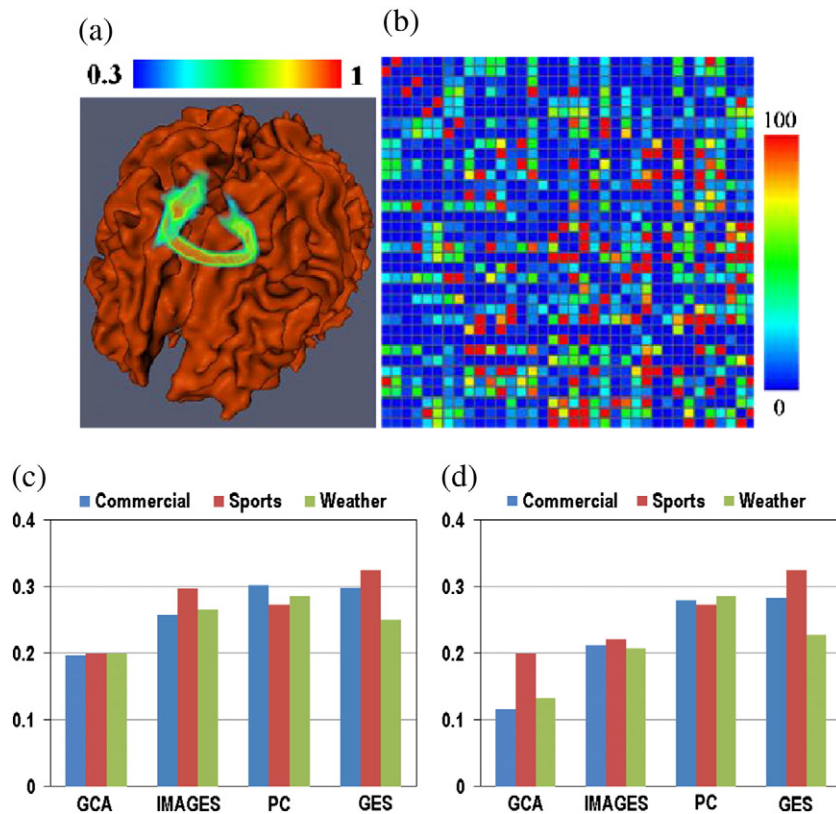 (a)
(b)
0.3 1
100
0
(c)
(d)
Commercial Sports Weather
0.4
0.3
0.2
0.1
0
GCA IMAGES PC GES
Commercial Sports Weather
0.4
0.3
0.2
0.1
0
GCA IMAGES PC GES